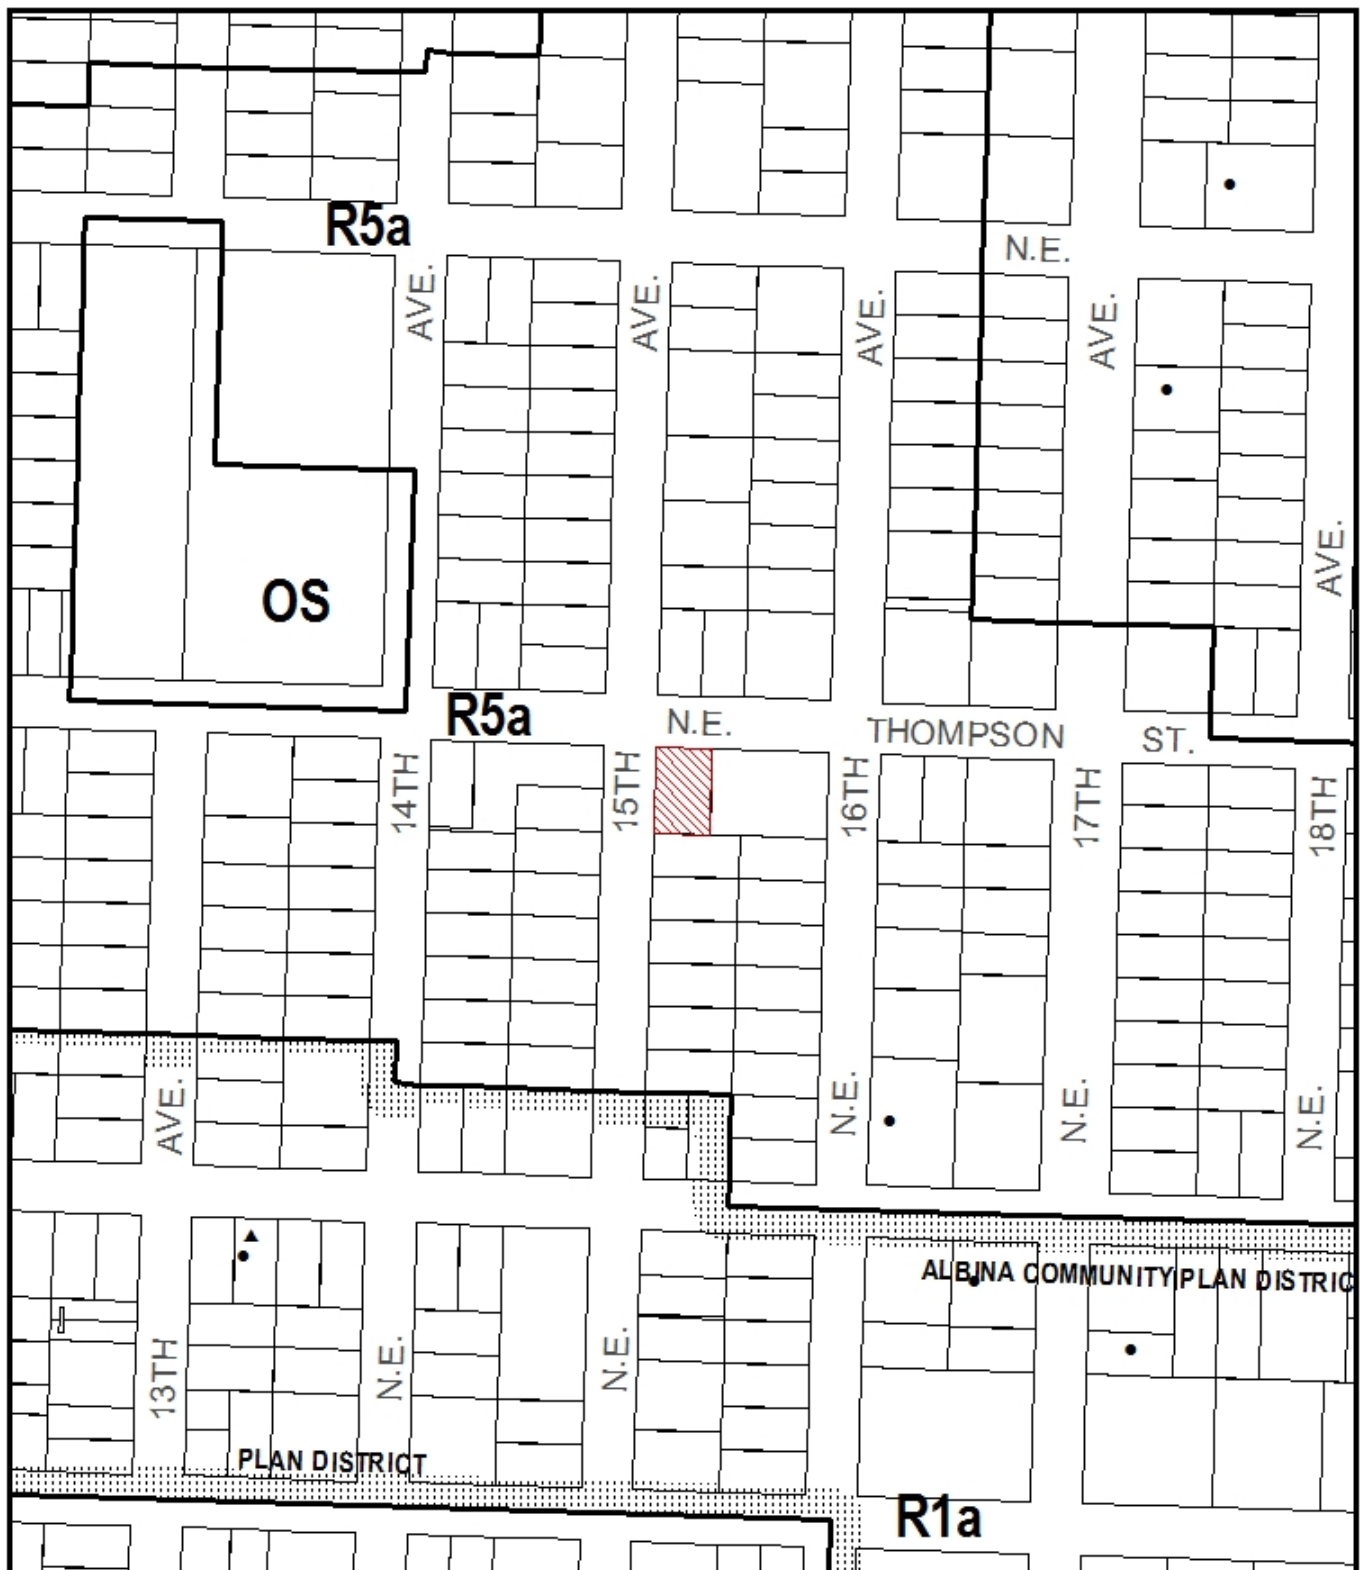 R5a
N.E.
AVE.
AVE.
AVE.
AVE.
AVE.
OS
R5a
N.E. THOMPSON ST.
14TH
15TH
16TH
17TH
18TH
AVE.
N.E.
N.E.
N.E.
ALBINA COMMUNITY PLAN DISTRIC
13TH
N.E.
N.E.
PLAN DISTRICT
R1a